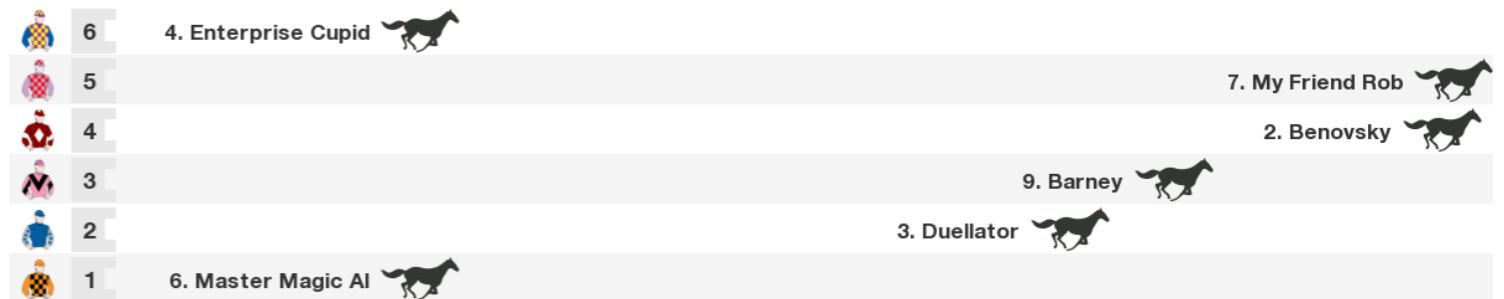 6 4. Enterprise Cupid
5 7. My Friend Rob
4 2. Benovsky
3 9. Barney
2 3. Duellator
1 6. Master Magic Al